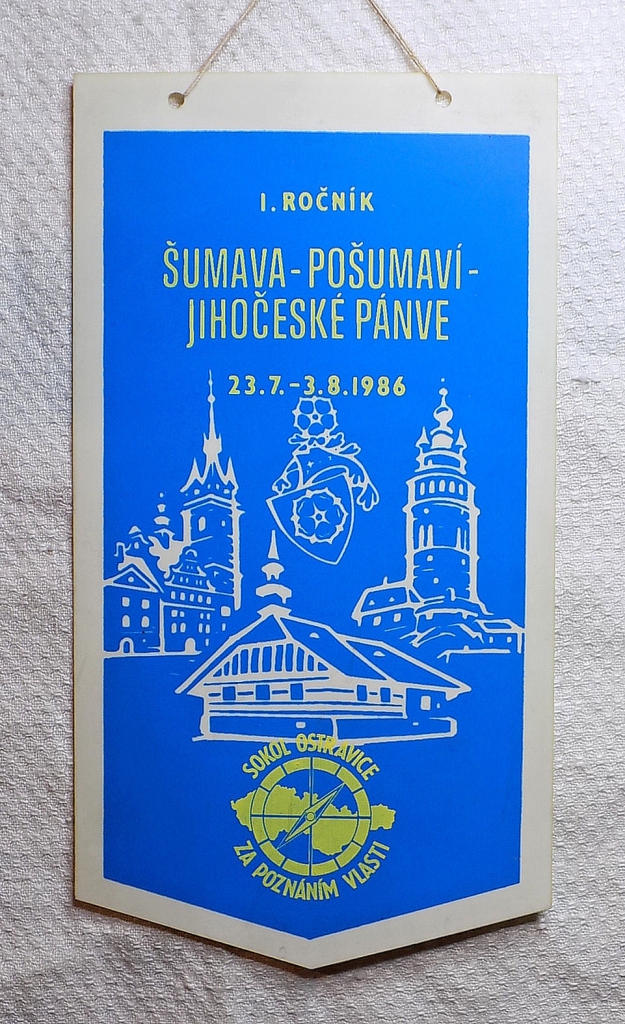 I. ROČNÍK
ŠUMAVA - POŠUMAVÍ -
JIHOČESKÉ PÁNVE
23.7. - 3.8.1986
SOKOL OSTRAVICE
ZA POZNÁNÍM VLASTI